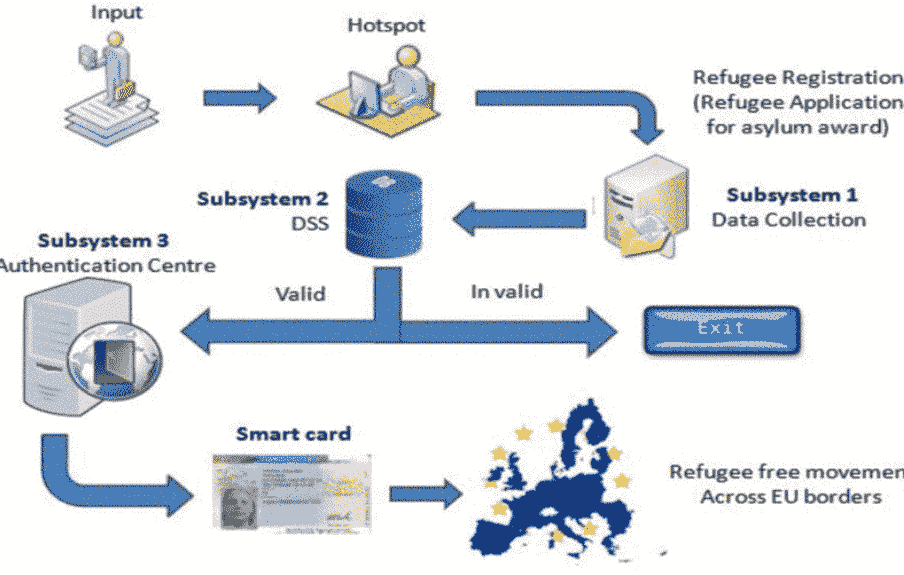 Input
Hotspot
Refugee Registration
(Refugee Application
for asylum award)
Subsystem 1
Data Collection
Subsystem 2
DSS
Subsystem 3
Authentication Centre
Valid
In valid
Exit
Smart card
Refugee free movemen
Across EU borders